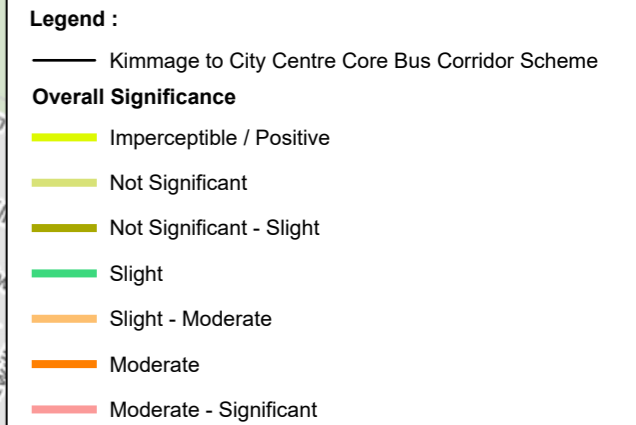 Legend :
Kimmage to City Centre Core Bus Corridor Scheme
Overall Significance
Imperceptible / Positive
Not Significant
Not Significant - Slight
Slight
Slight - Moderate
Moderate
Moderate - Significant